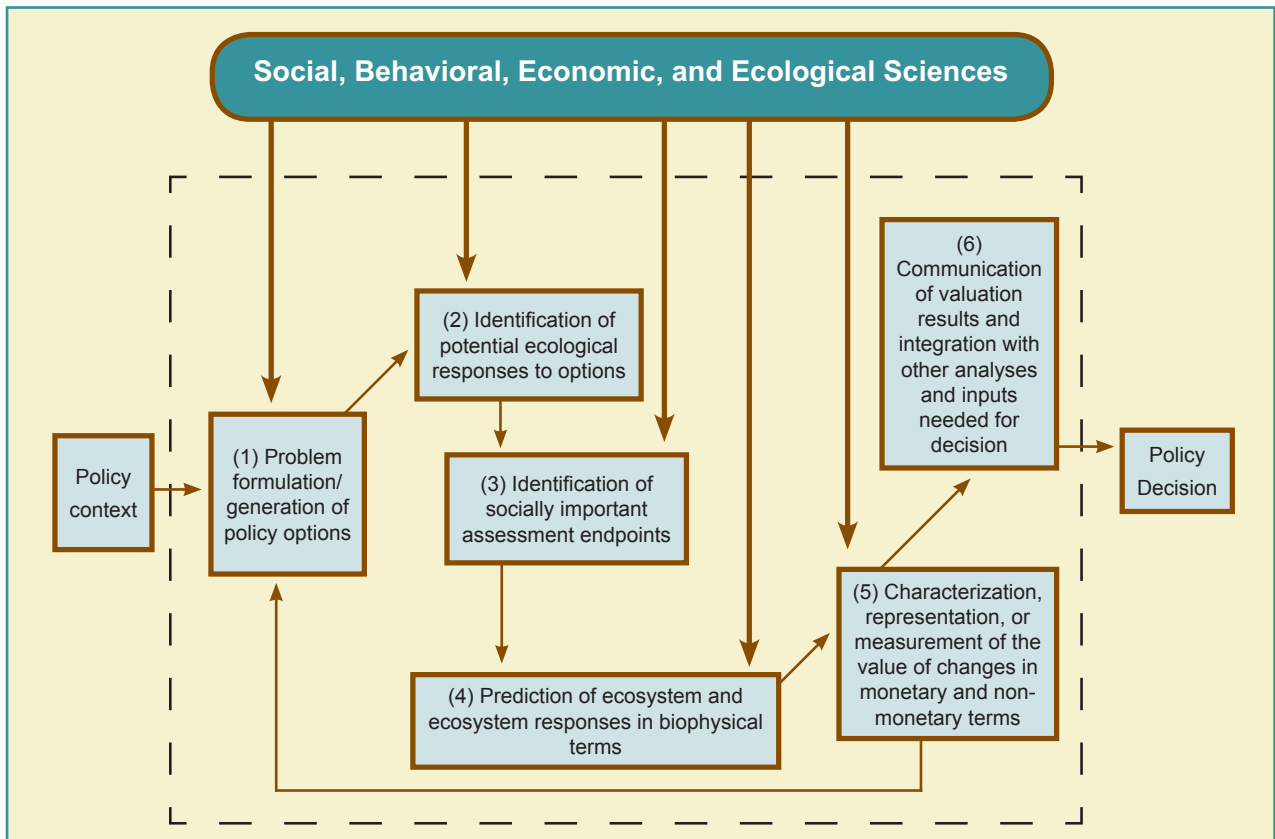 Social, Behavioral, Economic, and Ecological Sciences
Policy
context
(1) Problem
formulation/
generation of
policy options
(2) Identification of
potential ecological
responses to options
(3) Identification of
socially important
assessment endpoints
(4) Prediction of ecosystem and
ecosystem responses in biophysical
terms
(5) Characterization,
representation, or
measurement of the
value of changes in
monetary and non-
monetary terms
(6)
Communication
of valuation
results and
integration with
other analyses
and inputs
needed for
decision
Policy
Decision